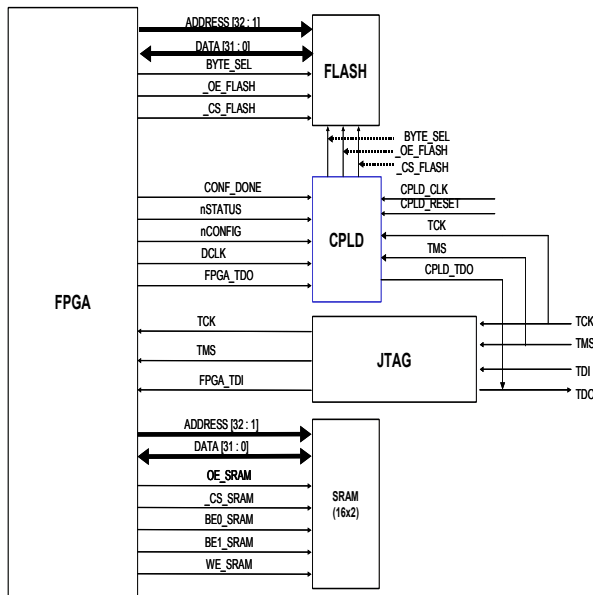 ADDRESS [32 : 1]
DATA [31 : 0]
BYTE_SEL
_OE_FLASH
_CS_FLASH
FLASH
BYTE_SEL
_OE_FLASH
_CS_FLASH
CONF_DONE
nSTATUS
nCONFIG
DCLK
FPGA_TDO
CPLD
CPLD_CLK
CPLD_RESET
TCK
TMS
CPLD_TDO
FPGA
TCK
TMS
FPGA_TDI
JTAG
TCK
TMS
TDI
TDO
ADDRESS [32 : 1]
DATA [31 : 0]
OE_SRAM
_CS_SRAM
BE0_SRAM
BE1_SRAM
WE_SRAM
SRAM
(16x2)